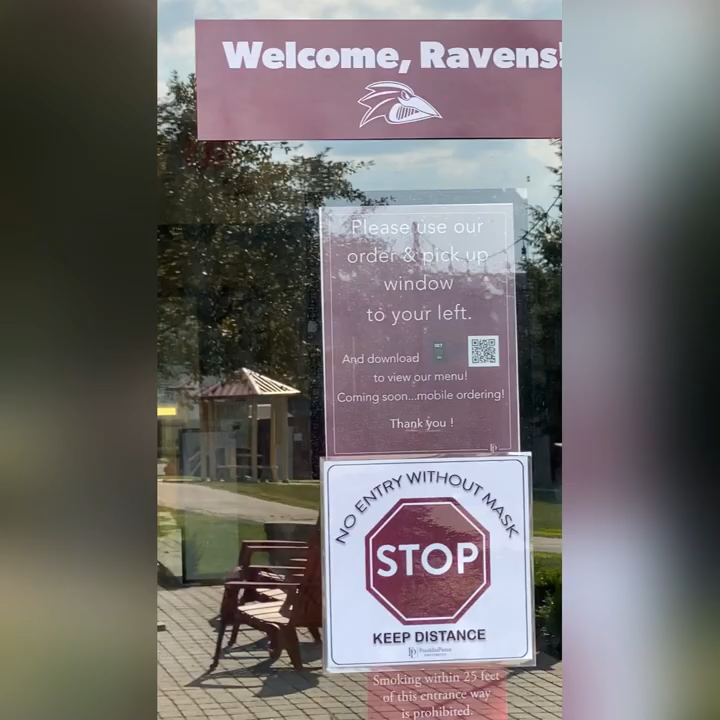 Welcome, Ravens!
Please use our
order & pick up
window
to your left.
And download
to view our menu!
Coming soon...mobile ordering!
Thank you !
NO ENTRY WITHOUT MASK
STOP
KEEP DISTANCE
FranklinPierce
Smoking within 25 feet
of this entrance way
is prohibited.